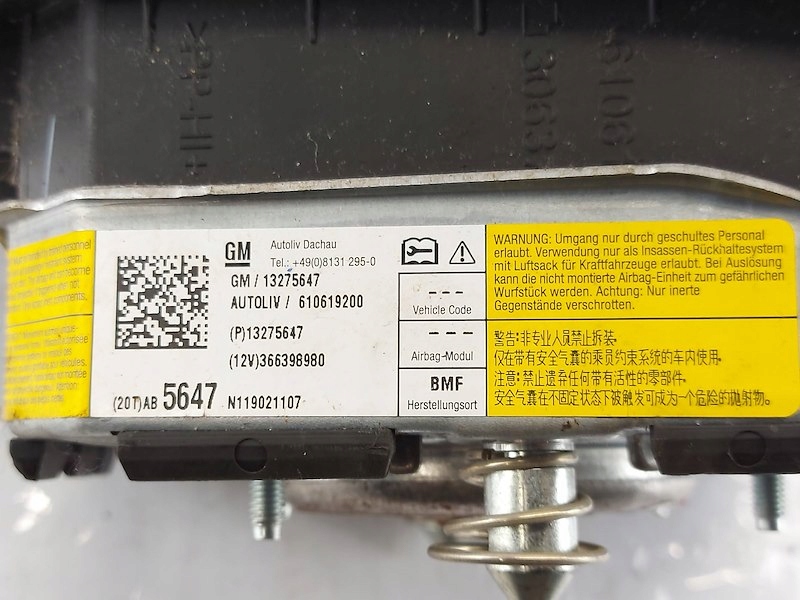 GM
Autoliv Dachau
Tel.: +49(0)8131 295-0
GM / 13275647
AUTOLIV / 610619200
(P)13275647
(12V)366398980
(20T)AB 5647 N119021107
- - -
Vehicle Code
- - -
Airbag-Modul
BMF
Herstellungsort
WARNUNG: Umgang nur durch geschultes Personal
erlaubt. Verwendung nur als Insassen-Rückhaltesystem
mit Luftsack für Kraftfahrzeuge erlaubt. Bei Auslösung
kann die nicht montierte Airbag-Einheit zum gefährlichen
Wurfstück werden. Achtung: Nur inerte
Gegenstände verschrotten.
警告:非专业人员禁止拆装.
仅在带有安全气囊的乘员约束系统的车内使用.
注意:禁止遗弃任何带有活性的零部件.
安全气囊在不固定状态下被触发可成为一个危险的抛射物。